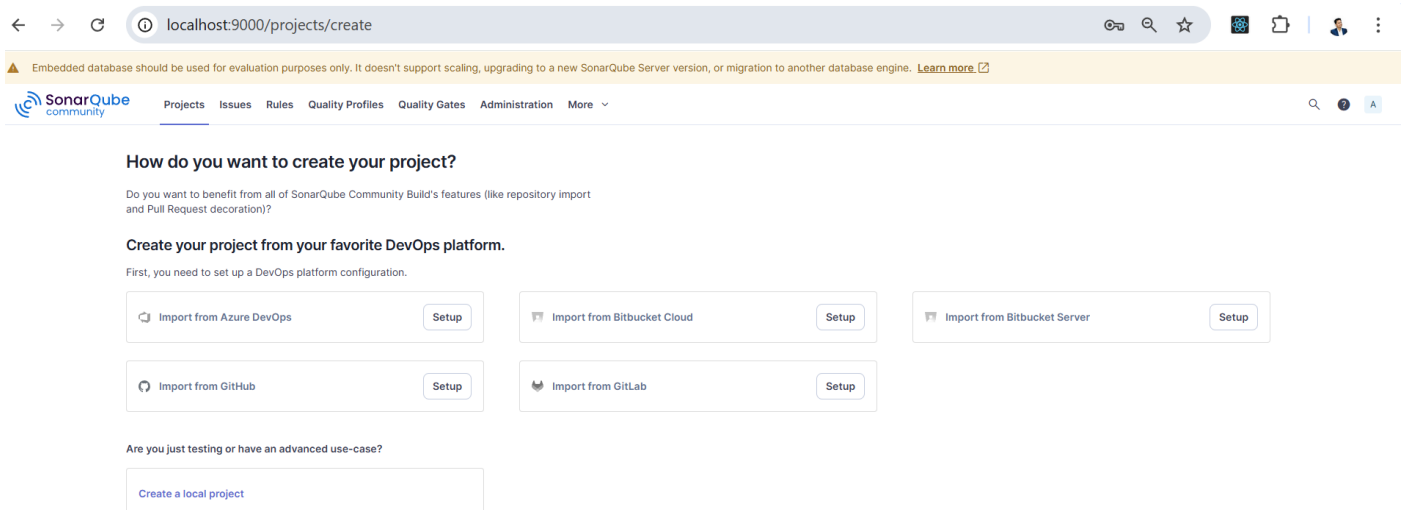 localhost:9000/projects/create
Embedded database should be used for evaluation purposes only. It doesn't support scaling, upgrading to a new SonarQube Server version, or migration to another database engine. Learn more
SonarQube community Projects Issues Rules Quality Profiles Quality Gates Administration More ? A
How do you want to create your project?
Do you want to benefit from all of SonarQube Community Build's features (like repository import
and Pull Request decoration)?
Create your project from your favorite DevOps platform.
First, you need to set up a DevOps platform configuration.
Import from Azure DevOps Setup Import from Bitbucket Cloud Setup Import from Bitbucket Server Setup
Import from GitHub Setup Import from GitLab Setup
Are you just testing or have an advanced use-case?
Create a local project